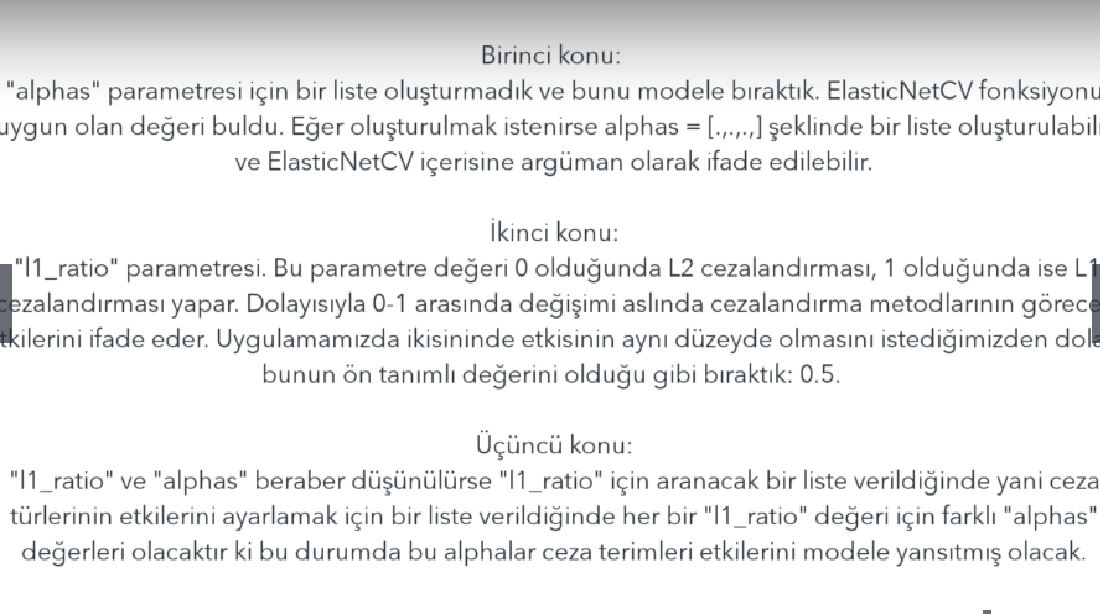 Birinci konu:
"alphas" parametresi için bir liste oluşturmadık ve bunu modele bıraktık. ElasticNetCV fonksiyonu
uygun olan değeri buldu. Eğer oluşturulmak istenirse alphas = [.,.,.,] şeklinde bir liste oluşturulabili
ve ElasticNetCV içerisine argüman olarak ifade edilebilir.
İkinci konu:
"l1_ratio" parametresi. Bu parametre değeri 0 olduğunda L2 cezalandırması, 1 olduğunda ise L1
cezalandırması yapar. Dolayısıyla 0-1 arasında değişimi aslında cezalandırma metodlarının görece
tkilerini ifade eder. Uygulamamızda ikisininde etkisinin aynı düzeyde olmasını istediğimizden dola
bunun ön tanımlı değerini olduğu gibi bıraktık: 0.5.
Üçüncü konu:
"l1_ratio" ve "alphas" beraber düşünülürse "l1_ratio" için aranacak bir liste verildiğinde yani ceza
türlerinin etkilerini ayarlamak için bir liste verildiğinde her bir "l1_ratio" değeri için farklı "alphas"
değerleri olacaktır ki bu durumda bu alphalar ceza terimleri etkilerini modele yansıtmış olacak.